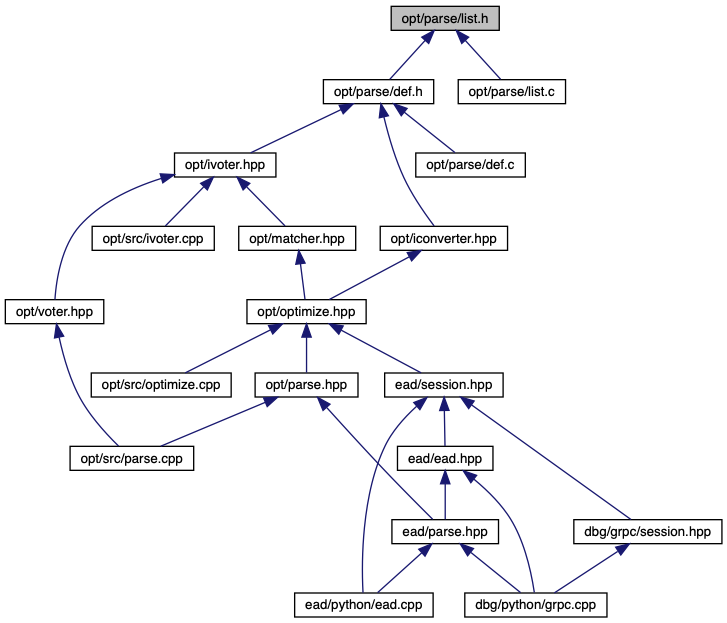 opt/parse/list.h
opt/parse/def.h
opt/parse/list.c
opt/ivoter.hpp
opt/parse/def.c
opt/src/ivoter.cpp
opt/matcher.hpp
opt/iconverter.hpp
opt/voter.hpp
opt/optimize.hpp
opt/src/optimize.cpp
opt/parse.hpp
ead/session.hpp
opt/src/parse.cpp
ead/ead.hpp
ead/parse.hpp
dbg/grpc/session.hpp
ead/python/ead.cpp
dbg/python/grpc.cpp